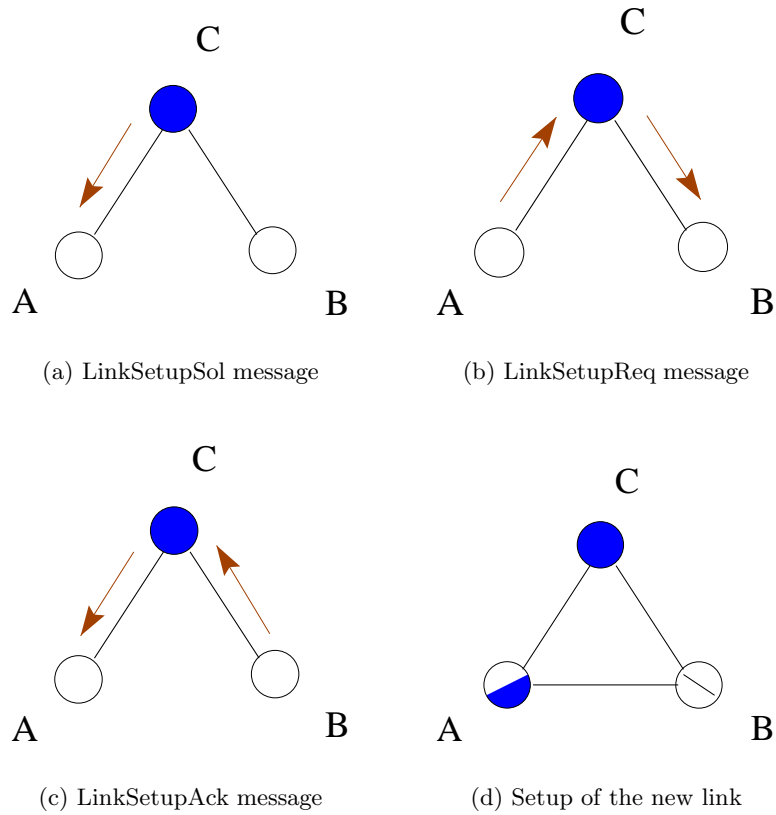 C
A
B
(a) LinkSetupSol message
C
A
B
(b) LinkSetupReq message
C
A
B
(c) LinkSetupAck message
C
A
B
(d) Setup of the new link